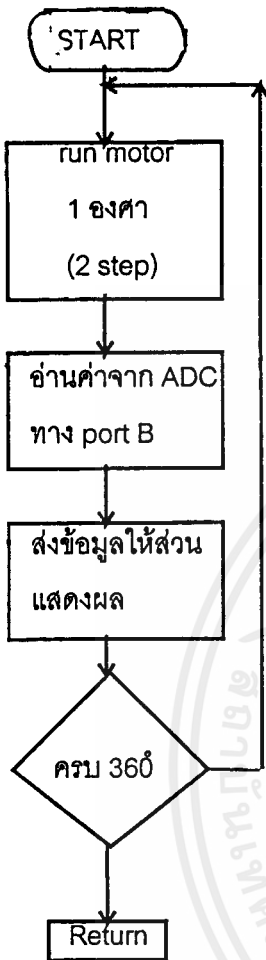 START
run motor
1 องศา
(2 step)
อ่านค่าจาก ADC
ทาง port B
ส่งข้อมูลให้ส่วน
แสดงผล
ครบ 360ํ
Return